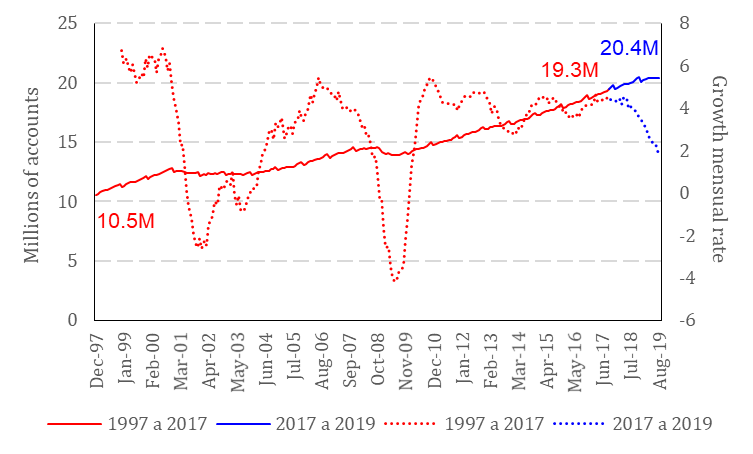 25
20
15
10
5
0
Millions of accounts
8
6
4
2
0
-2
-4
-6
Growth mensual rate
10.5M
19.3M
20.4M
Dec-97
Jan-99
Feb-00
Mar-01
Apr-02
May-03
Jun-04
Jul-05
Aug-06
Sep-07
Oct-08
Nov-09
Dec-10
Jan-12
Feb-13
Mar-14
Apr-15
May-16
Jun-17
Jul-18
Aug-19
1997 a 2017 2017 a 2019 1997 a 2017 2017 a 2019